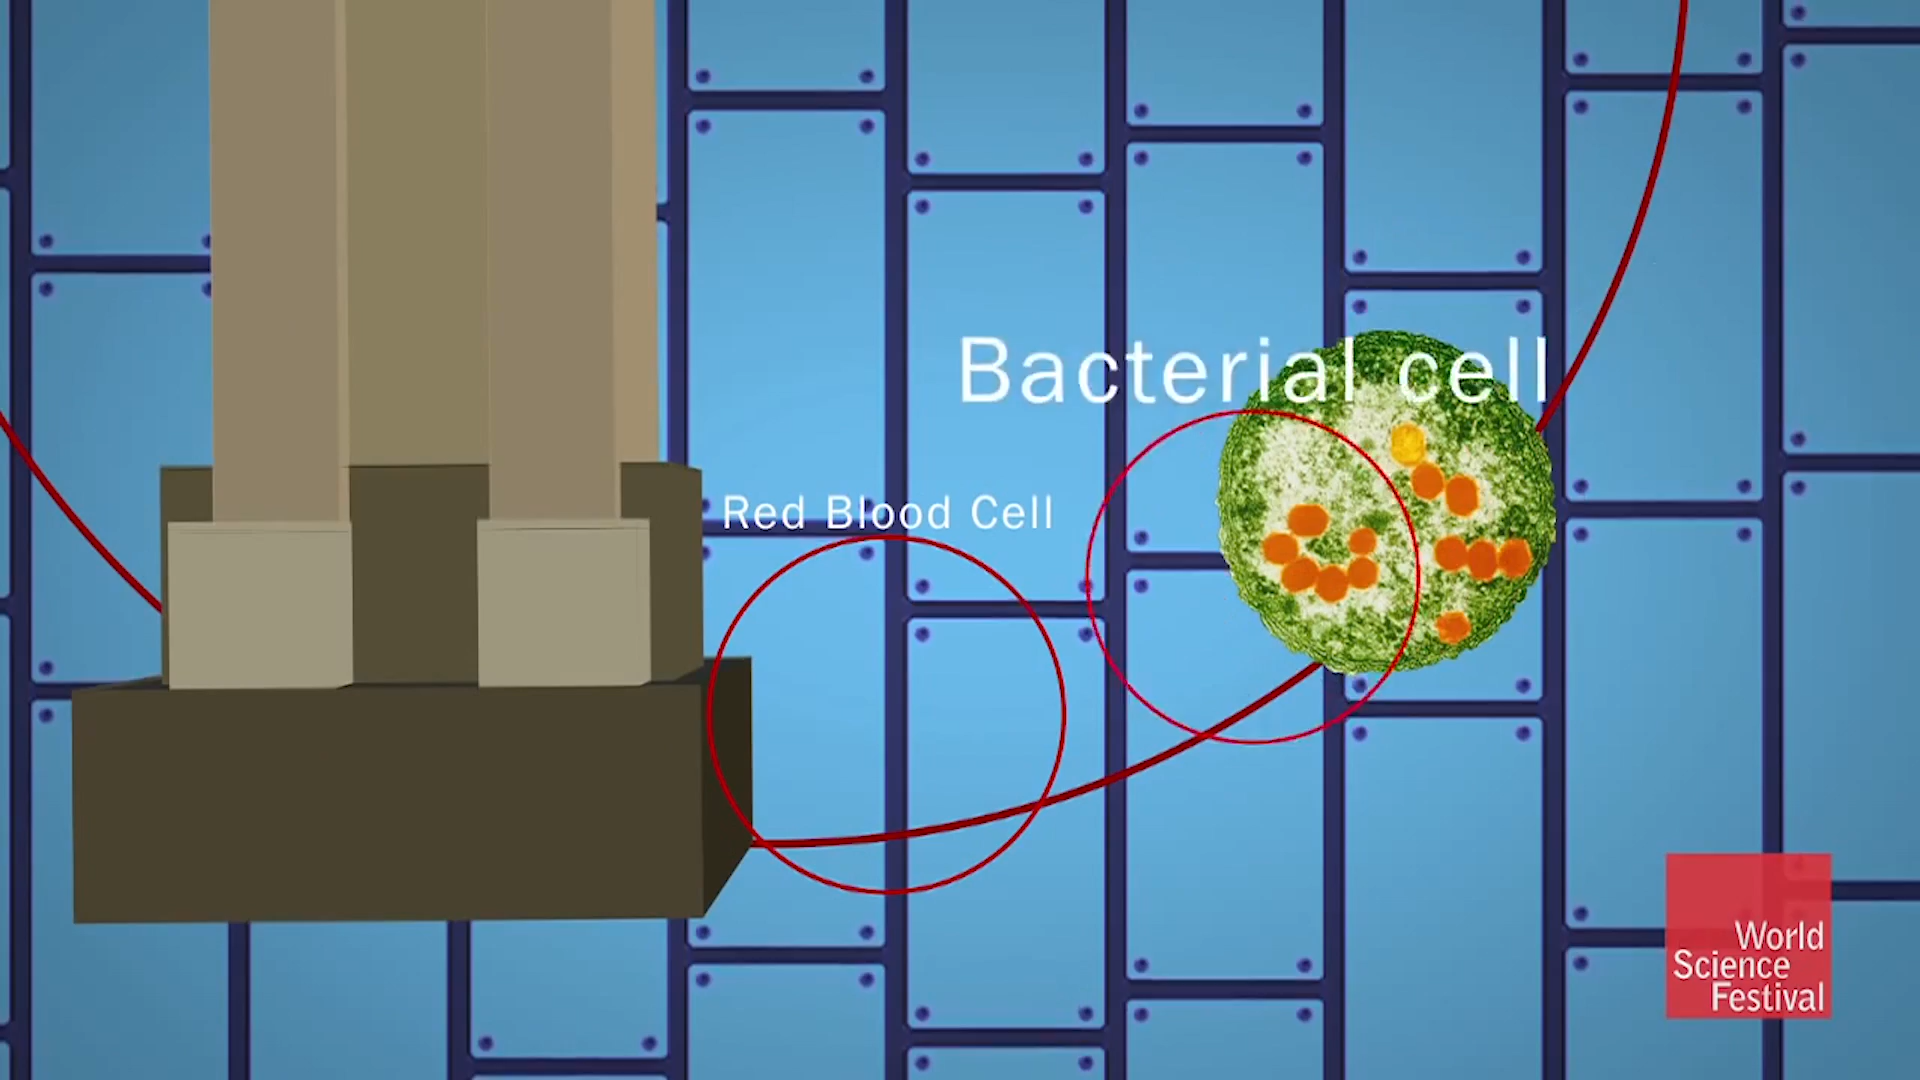 Bacterial cell
Red Blood Cell
World
Science
Festival